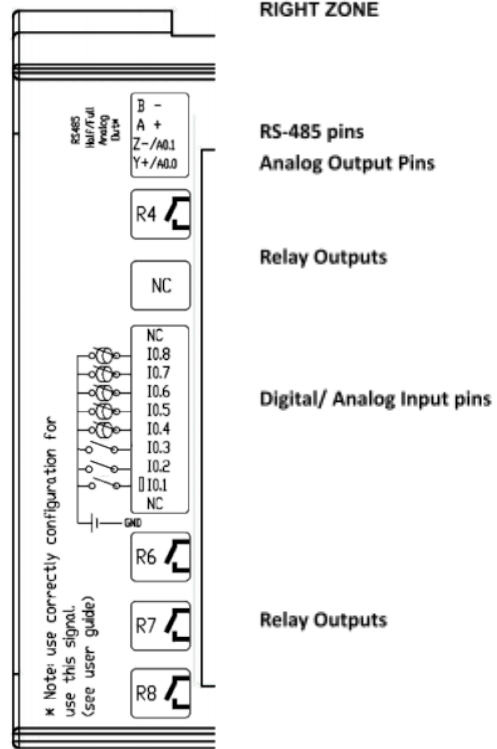 RIGHT ZONE
RS485
Half/Full
Analog
Out*
B -
A +
Z-/A0.1
Y+/A0.0
RS-485 pins
Analog Output Pins
R4
Relay Outputs
NC
NC
I0.8
I0.7
I0.6
I0.5
I0.4
I0.3
I0.2
I0.1
NC
GND
Digital/ Analog Input pins
R6
R7
Relay Outputs
R8
* Note: use correctly configuration for
use this signal.
(see user guide)